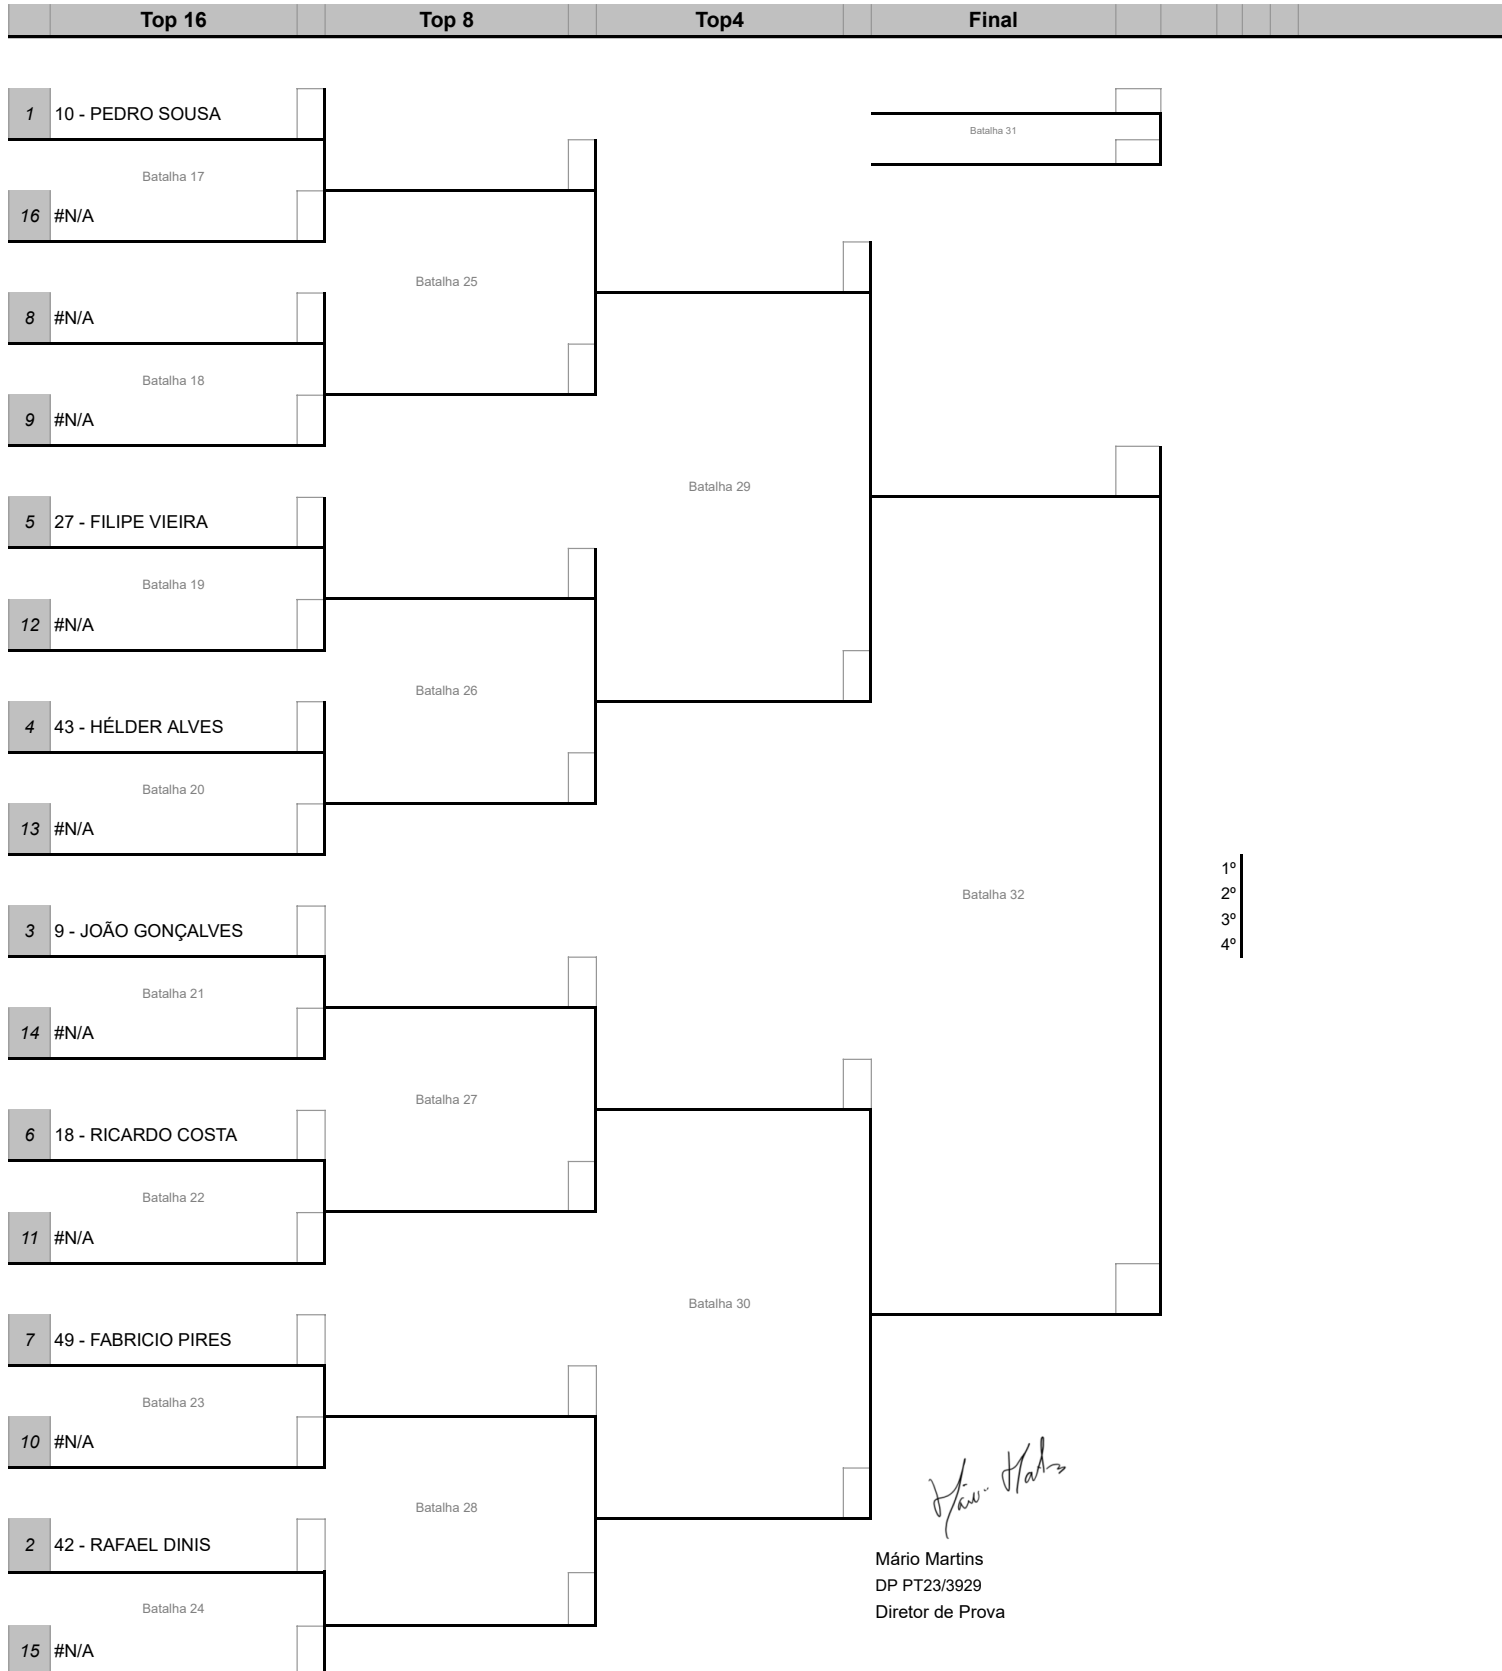 Top 16 Top 8 Top4 Final
1 10 - PEDRO SOUSA
Batalha 31
Batalha 17
16 #N/A
Batalha 25
8 #N/A
Batalha 18
9 #N/A
Batalha 29
5 27 - FILIPE VIEIRA
Batalha 19
12 #N/A
Batalha 26
4 43 - HÉLDER ALVES
Batalha 20
13 #N/A
1º
Batalha 32
2º
3º
4º
3 9 - JOÃO GONÇALVES
Batalha 21
14 #N/A
Batalha 27
6 18 - RICARDO COSTA
Batalha 22
11 #N/A
Batalha 30
7 49 - FABRICIO PIRES
Batalha 23
10 #N/A
Batalha 28
2 42 - RAFAEL DINIS
Mário Martins
DP PT23/3929
Batalha 24
Diretor de Prova
15 #N/A